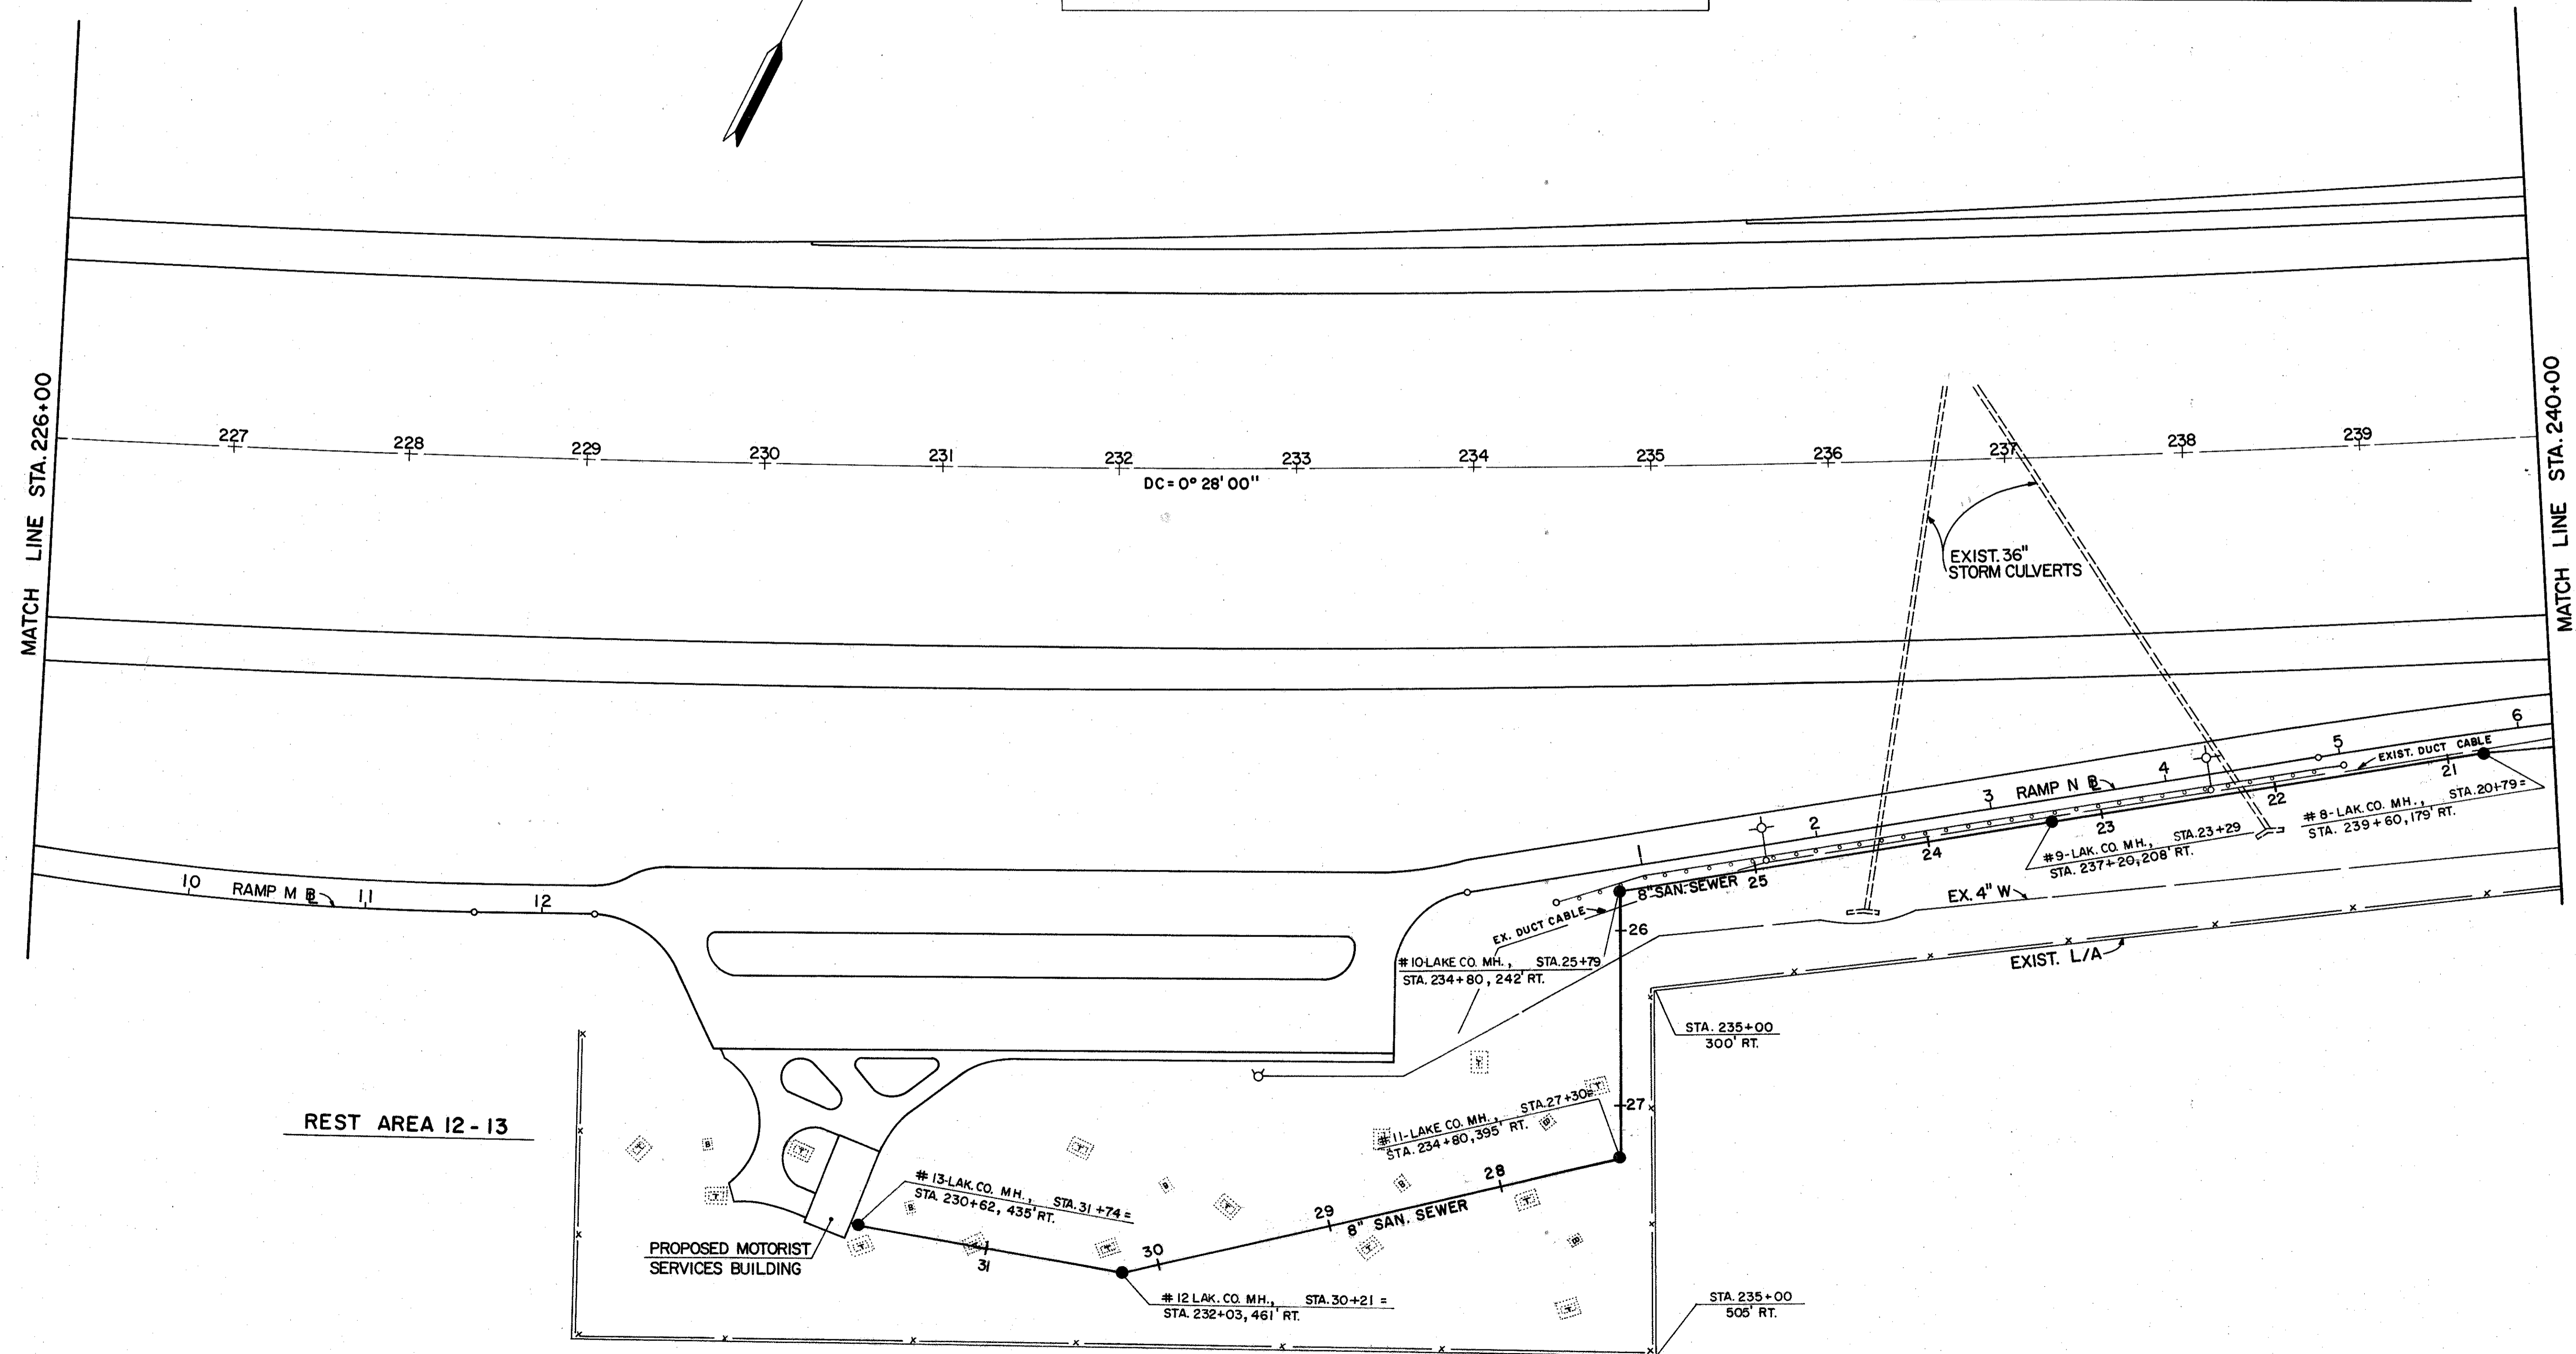 MATCH LINE STA. 226+00
MATCH LINE STA. 240+00
227
228
229
230
231
232
233
234
235
236
237
238
239
DC = 0° 28' 00"
EXIST. 36"
STORM CULVERTS
10
RAMP M BL
11
12
1
2
3
RAMP N BL
4
5
6
EXIST. DUCT CABLE
21
22
23
24
25
26
27
28
29
30
31
# 8-LAK. CO. MH., STA. 20+79 =
STA. 239+60, 179' RT.
#9-LAK. CO. MH., STA. 23+29
STA. 237+20, 208' RT.
8" SAN. SEWER
EX. DUCT CABLE
EX. 4" W
EXIST. L/A
# 10-LAKE CO. MH., STA. 25+79
STA. 234+80, 242' RT.
STA. 235+00
300' RT.
# 11-LAKE CO. MH., STA. 27+30=
STA. 234+80, 395' RT.
REST AREA 12-13
# 13-LAK. CO. MH., STA. 31+74 =
STA. 230+62, 435' RT.
8" SAN. SEWER
PROPOSED MOTORIST
SERVICES BUILDING
# 12 LAK. CO. MH., STA. 30+21 =
STA. 232+03, 461' RT.
STA. 235+00
505' RT.
T
B
T
T
T
T
B
T
B
T
B
T
T
T
B
T
T
B
T